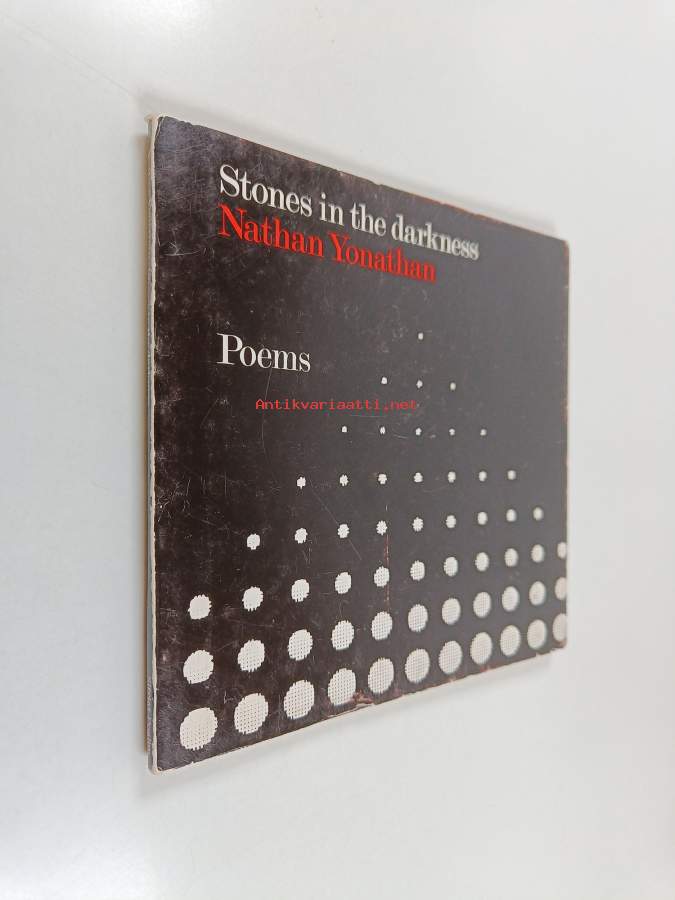 Stones in the darkness
Nathan Yonathan
Poems
Antikvariaatti.net